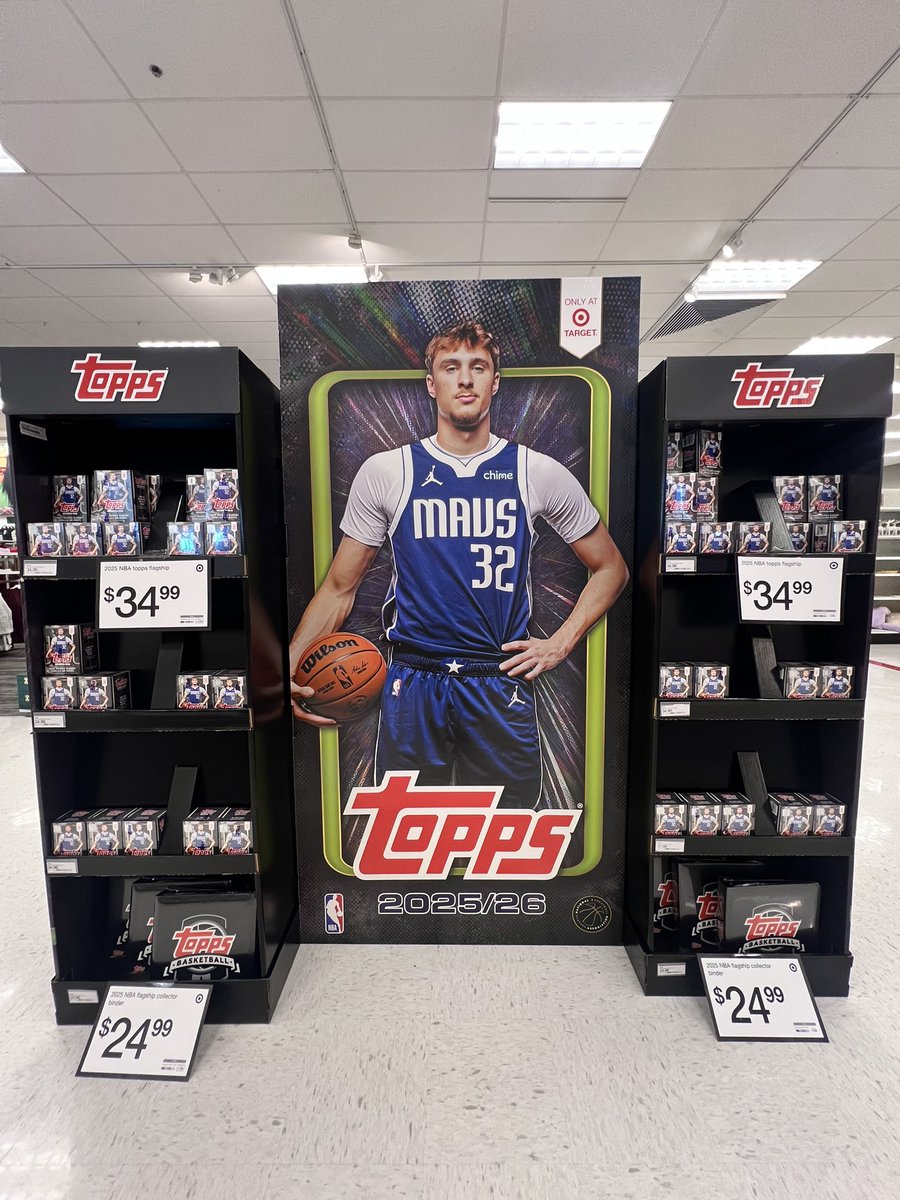 Topps
Topps
ONLY AT
TARGET
chime
MAVS
32
Wilson
Topps
2025/26
NBA
2025 NBA topps flagship
$34.99
2025 NBA topps flagship
$34.99
Topps
BASKETBALL
Topps
BASKETBALL
2025 NBA flagship collector
binder
$24.99
2025 NBA flagship collector
binder
$24.99